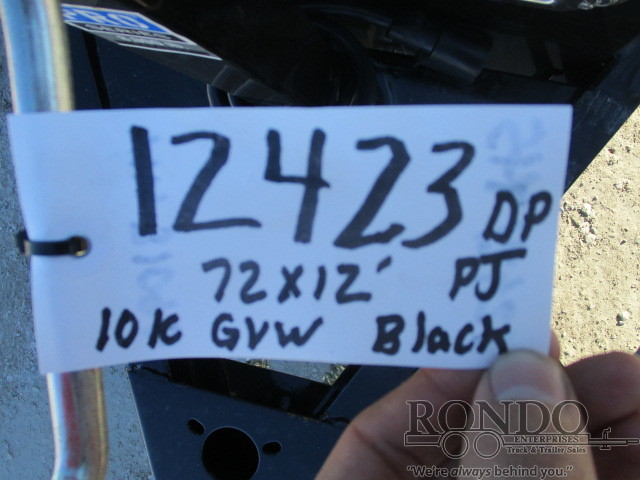 12423 DP
72x12' PJ
10K GVW Black
RONDO
ENTERPRISES
Truck & Trailer Sales
"We're always behind you."